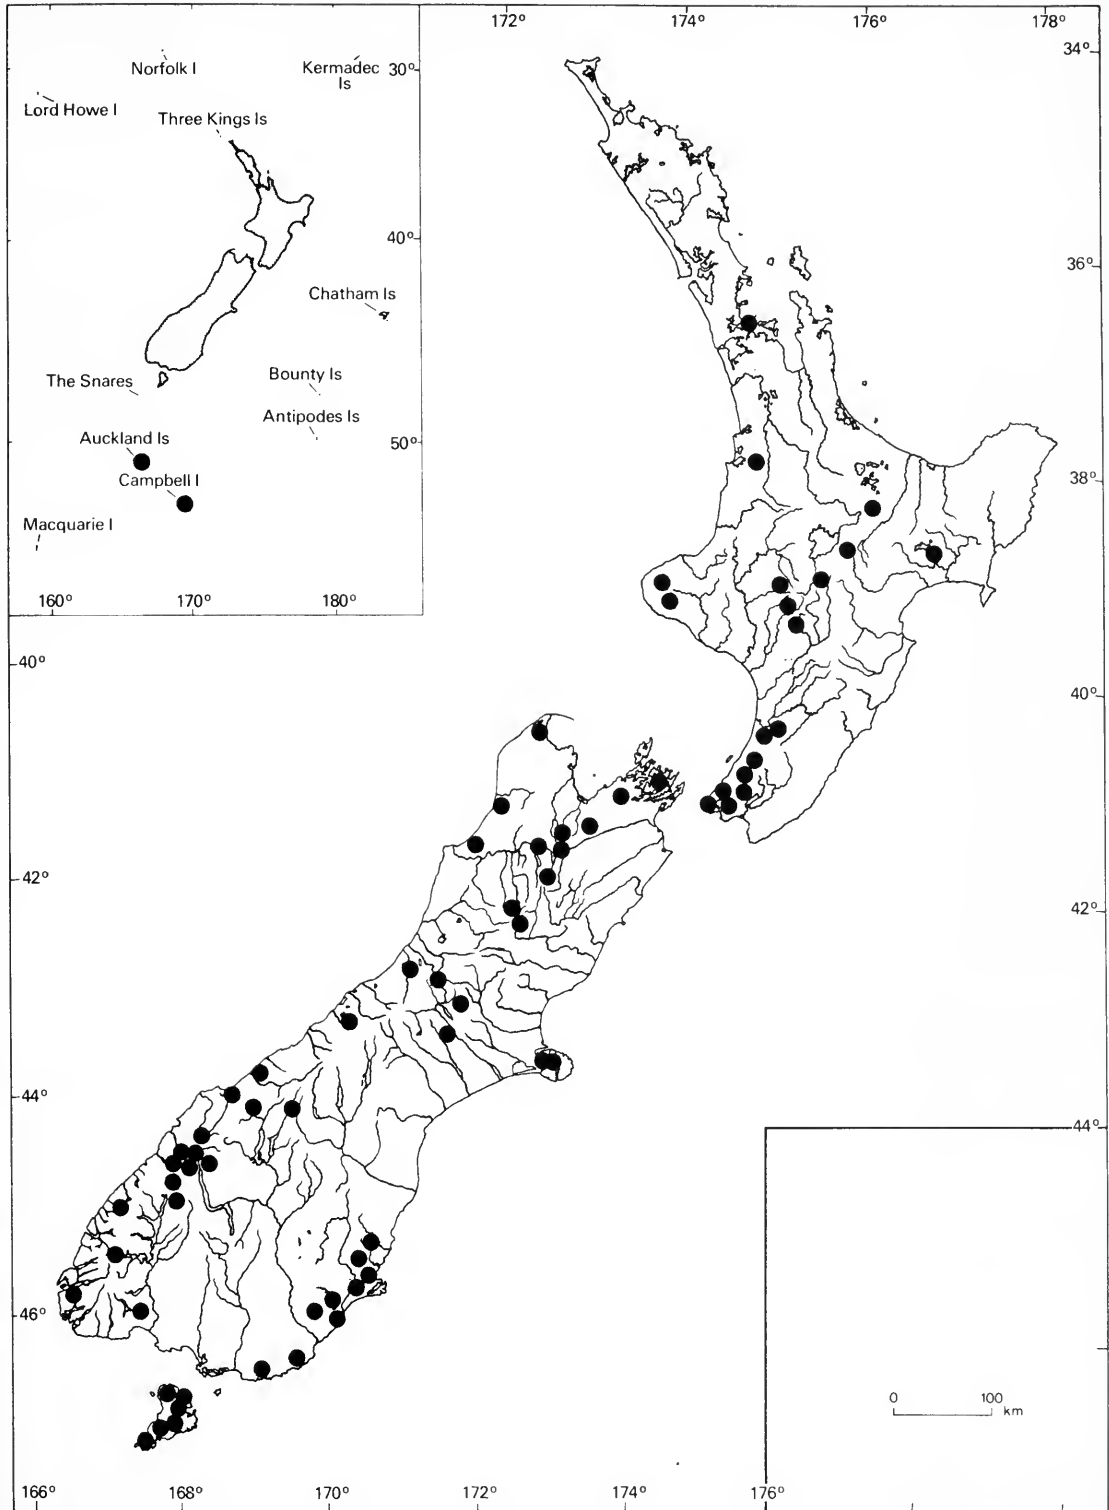 172° 174° 176° 178°
34°
Norfolk I
Kermadec
Is
30°
Lord Howe I
Three Kings Is
40°
36°
Chatham Is
The Snares
Bounty Is
Antipodes Is
Auckland Is
50°
Campbell I
38°
Macquarie I
160° 170° 180°
40°
40°
42°
42°
44°
44°
46°
0 100
km
166° 168° 170° 172° 174° 176°